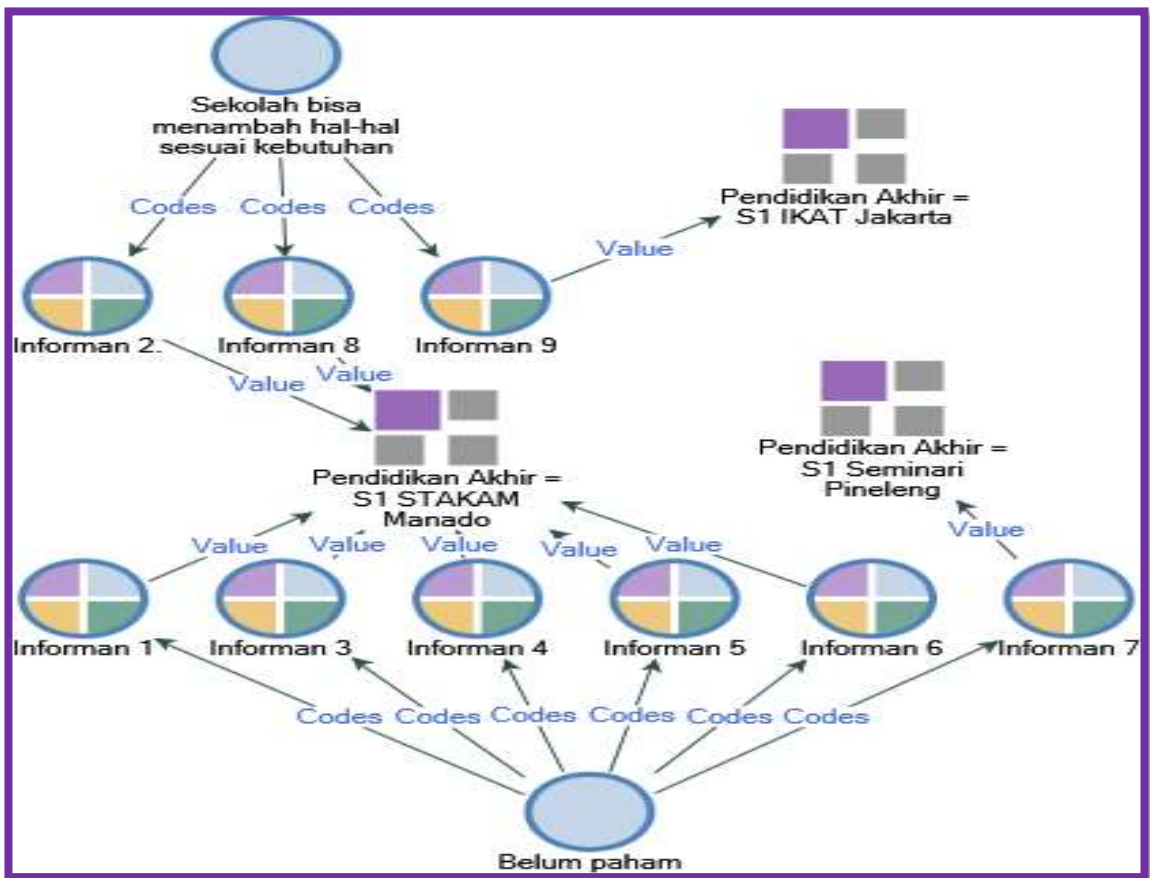 Sekolah bisa
menambah hal-hal
sesuai kebutuhan
Codes Codes Codes
Pendidikan Akhir =
S1 IKAT Jakarta
Value
Informan 2.
Informan 8
Informan 9
Value
Value
Pendidikan Akhir =
S1 STAKAM
Manado
Pendidikan Akhir =
S1 Seminari
Pineleng
Value
Value
Value
Value
Value
Value
Informan 1
Informan 3
Informan 4
Informan 5
Informan 6
Informan 7
Codes Codes Codes Codes Codes Codes
Belum paham